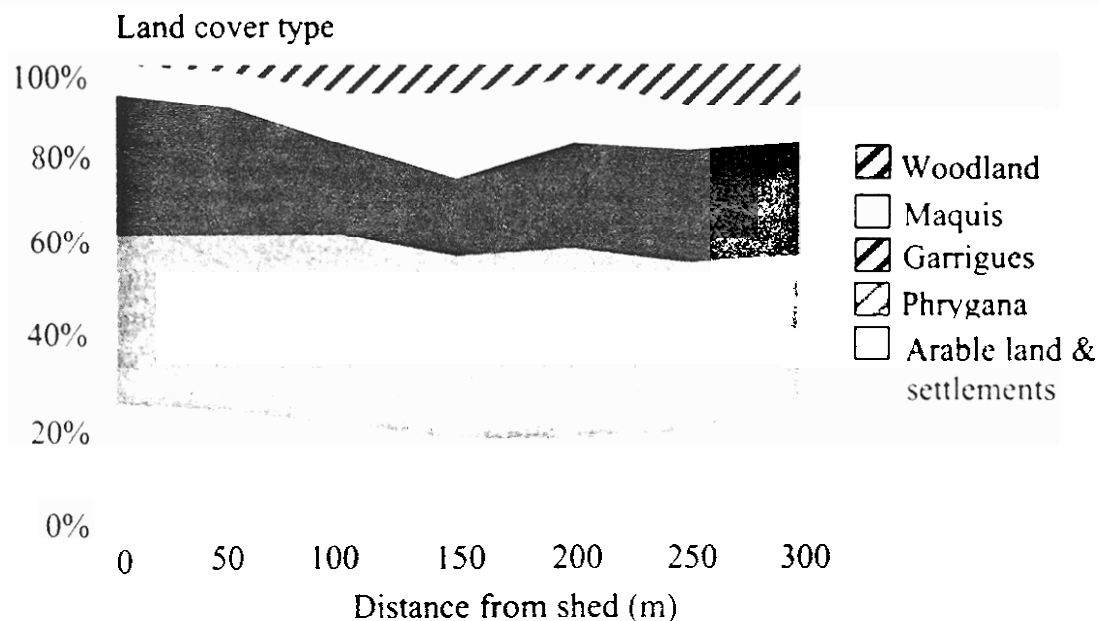 Land cover type
100%
80%
60%
40%
20%
0%
0 50 100 150 200 250 300
Distance from shed (m)
Woodland
Maquis
Garrigues
Phrygana
Arable land &
settlements